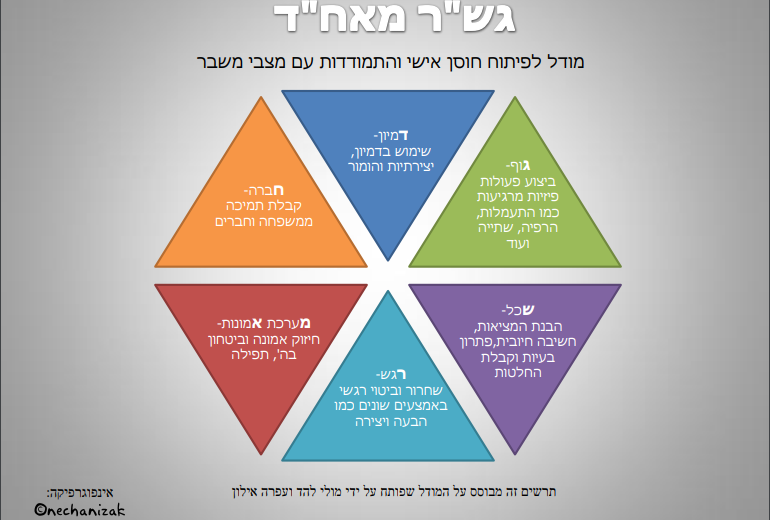 גש"ר מאח"ד
מודל לפיתוח חוסן אישי והתמודדות עם מצבי משבר
גוף-
ביצוע פעולות
פיזיות מרגיעות
כמו התעמלות,
הרפיה, שתייה
ועוד
דמיון-
שימוש בדמיון,
יצירתיות והומור
חברה-
קבלת תמיכה
ממשפחה וחברים
שכל-
הבנת המציאות,
חשיבה חיובית,פתרון
בעיות וקבלת
החלטות
רגש-
שחרור וביטוי רגשי
באמצעים שונים כמו
הבעה ויצירה
מערכת אמונות-
חיזוק אמונה וביטחון
בה', תפילה
תרשים זה מבוסס על המודל שפותח על ידי מולי להד ועפרה אילון
אינפוגרפיקה:
©nechanizak